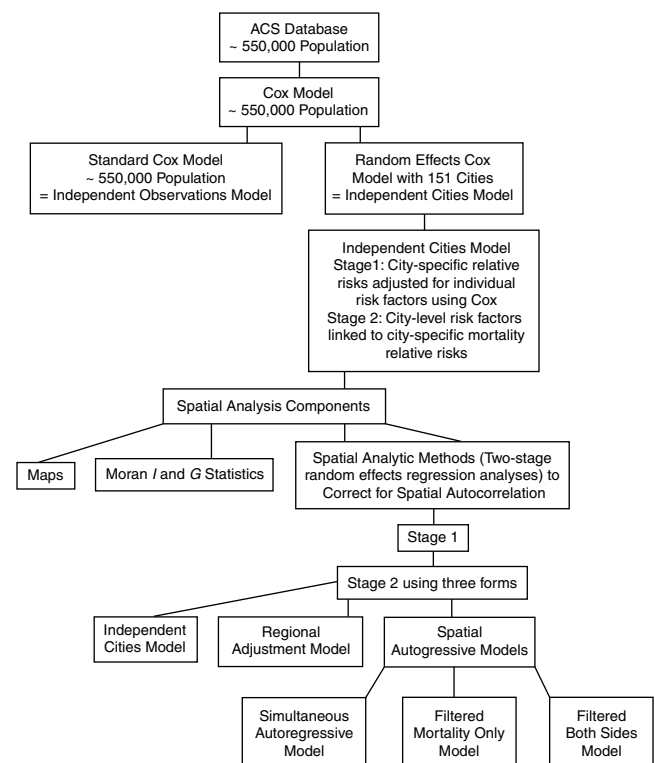 ACS Database
~ 550,000 Population
Cox Model
~ 550,000 Population
Standard Cox Model
~ 550,000 Population
= Independent Observations Model
Random Effects Cox
Model with 151 Cities
= Independent Cities Model
Independent Cities Model
Stage1: City-specific relative
risks adjusted for individual
risk factors using Cox
Stage 2: City-level risk factors
linked to city-specific mortality
relative risks
Spatial Analysis Components
Maps
Moran I and G Statistics
Spatial Analytic Methods (Two-stage
random effects regression analyses) to
Correct for Spatial Autocorrelation
Stage 1
Stage 2 using three forms
Independent
Cities Model
Regional
Adjustment Model
Spatial
Autogressive Models
Simultaneous
Autoregressive
Model
Filtered
Mortality Only
Model
Filtered
Both Sides
Model